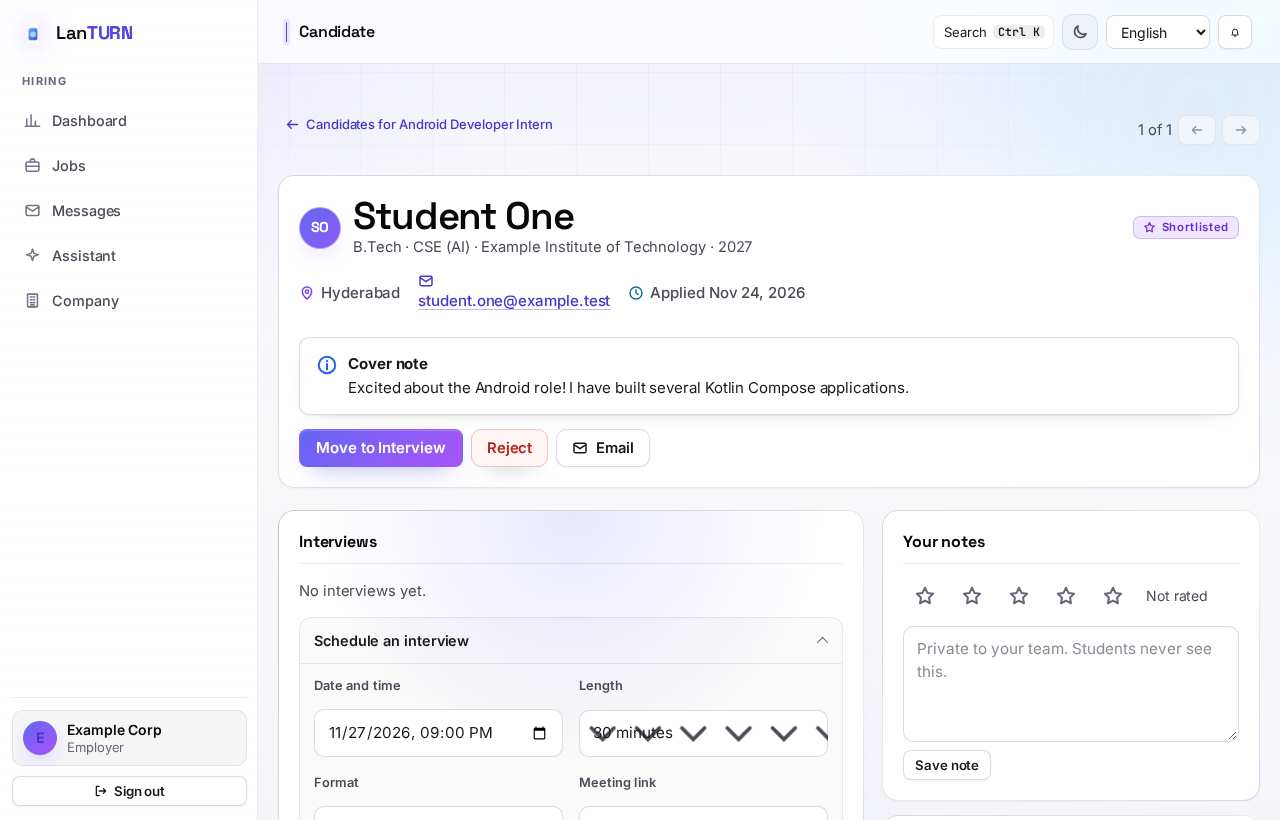 LanTURN
HIRING
Dashboard
Jobs
Messages
Assistant
Company
Example Corp
E
Employer
Sign out
Candidate
Search Ctrl K
English
Candidates for Android Developer Intern
1 of 1
SO
Student One
B.Tech · CSE (AI) · Example Institute of Technology · 2027
Shortlisted
Hyderabad
student.one@example.test
Applied Nov 24, 2026
Cover note
Excited about the Android role! I have built several Kotlin Compose applications.
Move to Interview
Reject
Email
Interviews
No interviews yet.
Schedule an interview
Date and time
Length
11/27/2026, 09:00 PM
30 minutes
Format
Meeting link
Your notes
Not rated
Private to your team. Students never see
this.
Save note